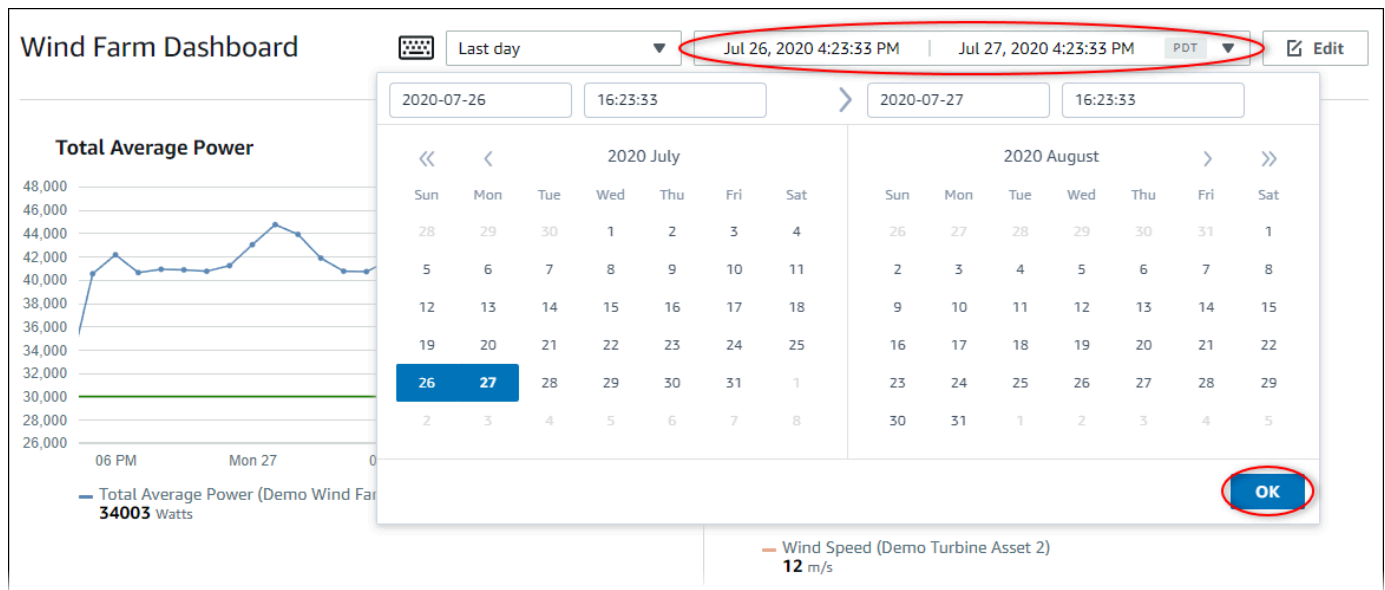 Wind Farm Dashboard
Last day
Jul 26, 2020 4:23:33 PM | Jul 27, 2020 4:23:33 PM PDT
Edit
2020-07-26 16:23:33 2020-07-27 16:23:33
Total Average Power
48,000
46,000
44,000
42,000
40,000
38,000
36,000
34,000
32,000
30,000
28,000
26,000
06 PM Mon 27 0
Total Average Power (Demo Wind Far
34003 Watts
2020 July
Sun Mon Tue Wed Thu Fri Sat
28 29 30 1 2 3 4
5 6 7 8 9 10 11
12 13 14 15 16 17 18
19 20 21 22 23 24 25
26 27 28 29 30 31 1
2 3 4 5 6 7 8
2020 August
Sun Mon Tue Wed Thu Fri Sat
26 27 28 29 30 31 1
2 3 4 5 6 7 8
9 10 11 12 13 14 15
16 17 18 19 20 21 22
23 24 25 26 27 28 29
30 31 1 2 3 4 5
OK
Wind Speed (Demo Turbine Asset 2)
12 m/s